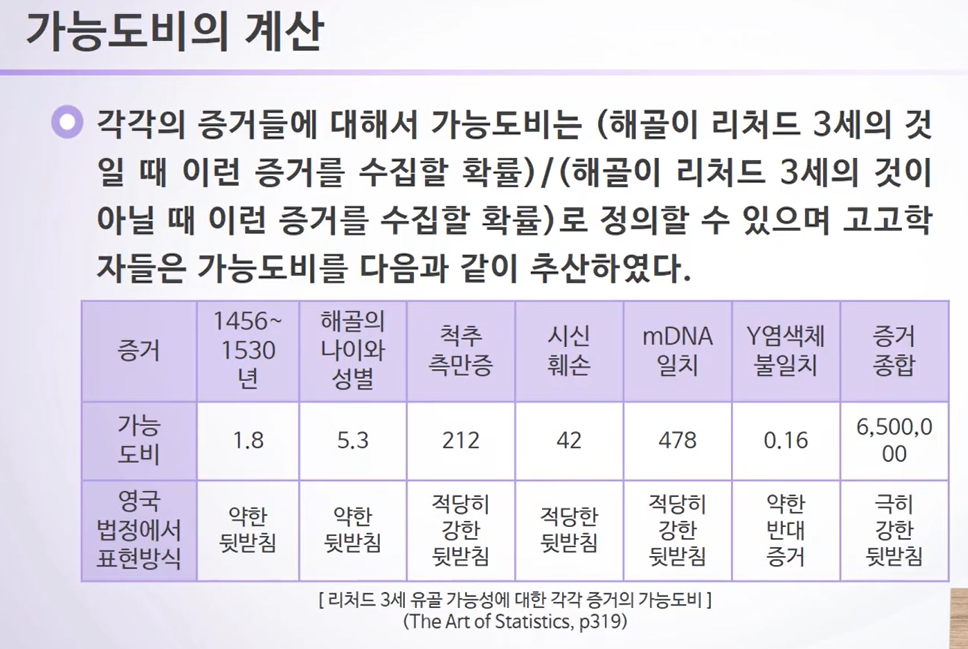 가능도비의 계산
각각의 증거들에 대해서 가능도비는 (해골이 리처드 3세의 것
일 때 이런 증거를 수집할 확률)/(해골이 리처드 3세의 것이
아닐 때 이런 증거를 수집할 확률)로 정의할 수 있으며 고고학
자들은 가능도비를 다음과 같이 추산하였다.
증거
1456~
1530
년
해골의
나이와
성별
척추
측만증
시신
훼손
mDNA
일치
Y염색체
불일치
증거
종합
가능
도비
1.8
5.3
212
42
478
0.16
6,500,0
00
영국
법정에서
표현방식
약한
뒷받침
약한
뒷받침
적당히
강한
뒷받침
적당한
뒷받침
적당히
강한
뒷받침
약한
반대
증거
극히
강한
뒷받침
[ 리처드 3세 유골 가능성에 대한 각각 증거의 가능도비 ]
(The Art of Statistics, p319)